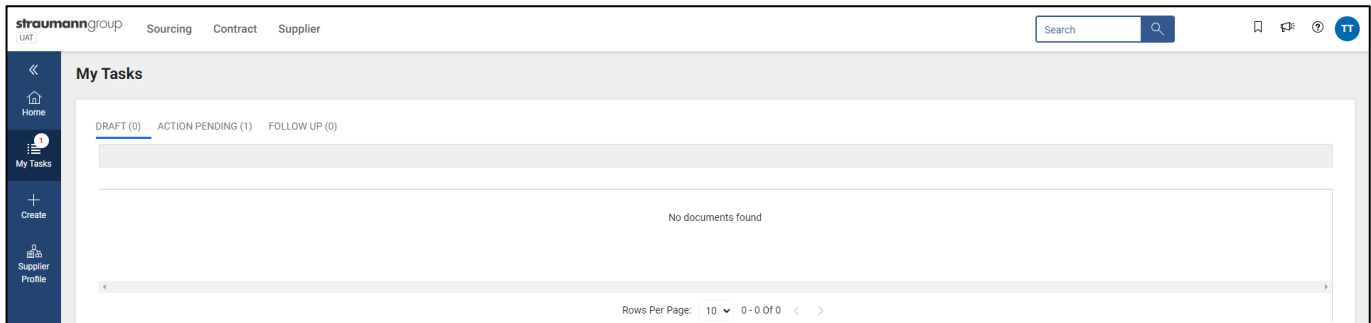 straumanngroup
UAT
Sourcing Contract Supplier
Search
TT
Home
1
My Tasks
Create
Supplier
Profile
My Tasks
DRAFT (0) ACTION PENDING (1) FOLLOW UP (0)
No documents found
Rows Per Page: 10 0 - 0 Of 0